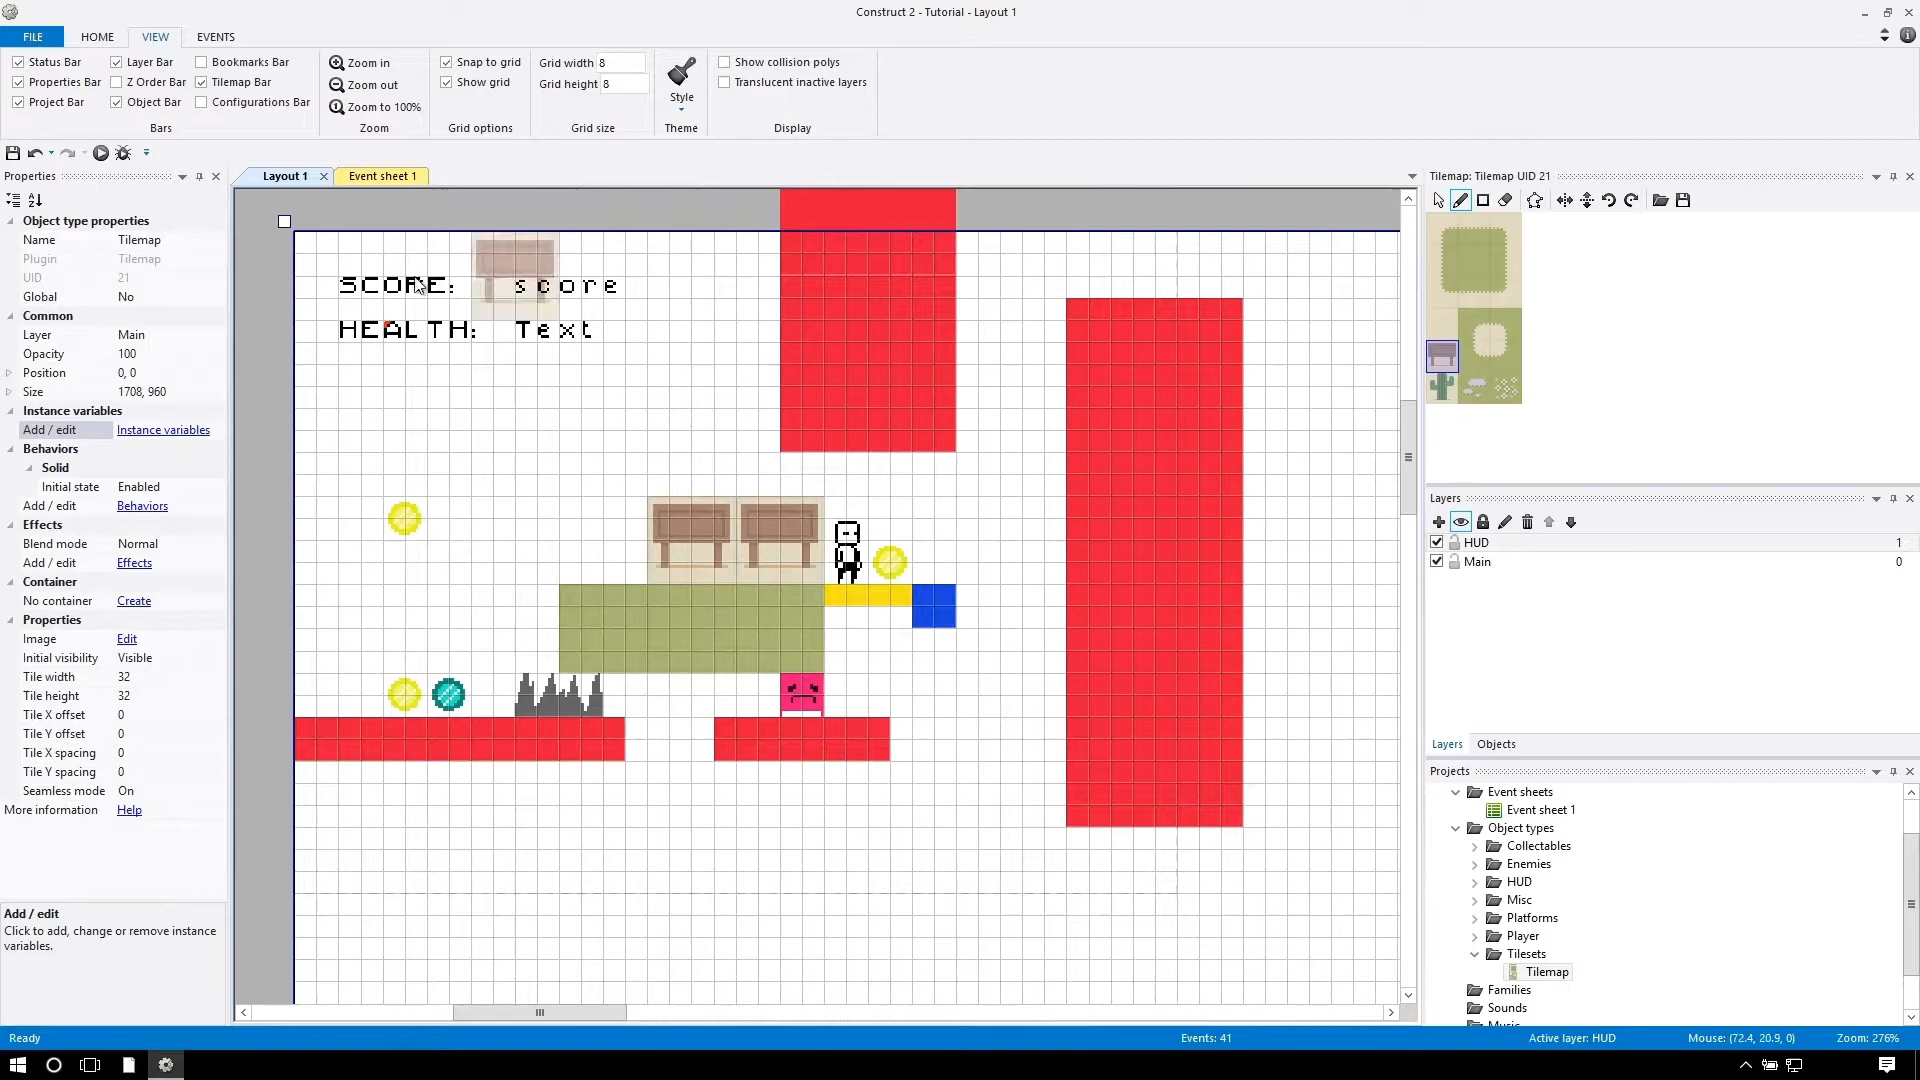 Construct 2 - Tutorial - Layout 1
FILE HOME VIEW EVENTS
Status Bar Layer Bar Bookmarks Bar
Properties Bar Z Order Bar Tilemap Bar
Project Bar Object Bar Configurations Bar
Bars
Zoom in
Zoom out
Zoom to 100%
Zoom
Snap to grid
Show grid
Grid options
Grid width 8
Grid height 8
Grid size
Style
Theme
Show collision polys
Translucent inactive layers
Display
Properties
Layout 1
Event sheet 1
Object type properties
Name Tilemap
Plugin Tilemap
UID 21
Global No
Common
Layer Main
Opacity 100
Position 0, 0
Size 1708, 960
Instance variables
Add / edit Instance variables
Behaviors
Solid
Initial state Enabled
Add / edit Behaviors
Effects
Blend mode Normal
Add / edit Effects
Container
No container Create
Properties
Image Edit
Initial visibility Visible
Tile width 32
Tile height 32
Tile X offset 0
Tile Y offset 0
Tile X spacing 0
Tile Y spacing 0
Seamless mode On
More information Help
Add / edit
Click to add, change or remove instance
variables.
SCORE: score
HEALTH: Text
Tilemap: Tilemap UID 21
Layers
HUD 1
Main 0
Layers Objects
Projects
Event sheets
Event sheet 1
Object types
Collectables
Enemies
HUD
Misc
Platforms
Player
Tilesets
Tilemap
Families
Sounds
Music
Ready
Events: 41
Active layer: HUD
Mouse: (72.4, 20.9, 0)
Zoom: 276%